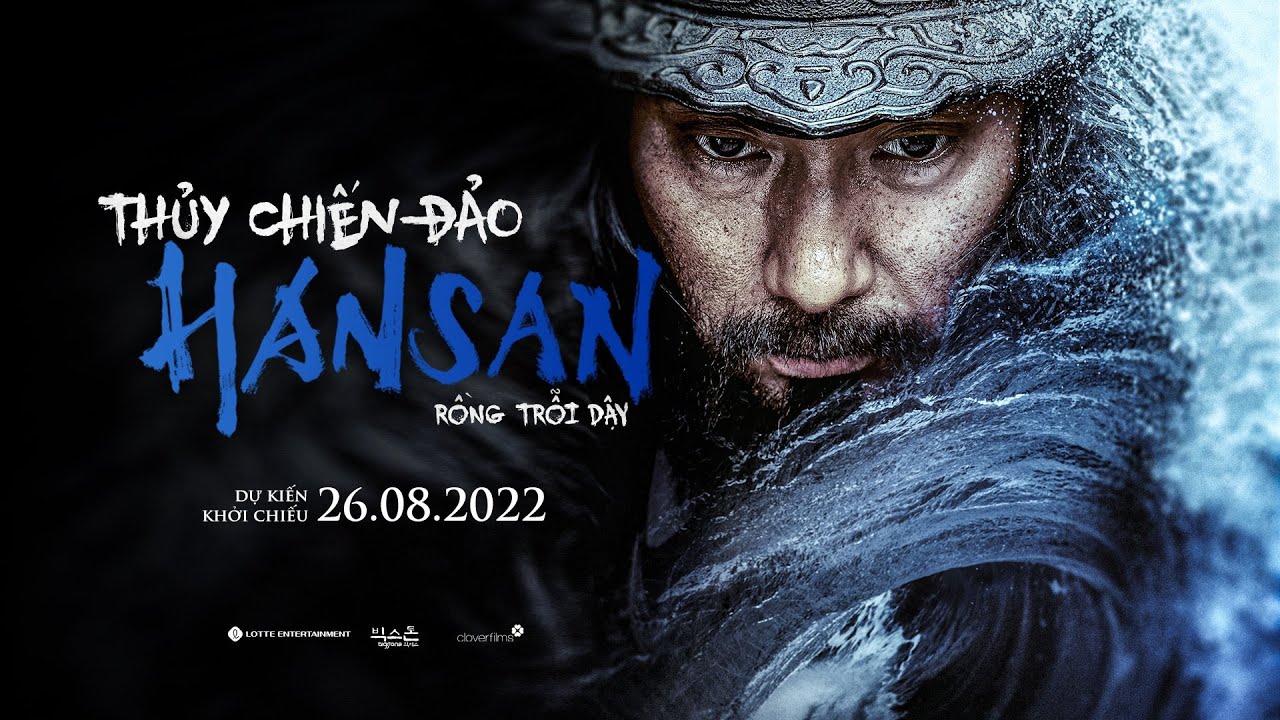 THỦY CHIẾN ĐẢO
HANSAN
RỒNG TRỖI DẬY
DỰ KIẾN
KHỞI CHIẾU 26.08.2022
LOTTE ENTERTAINMENT
빅스톤
cloverfilms